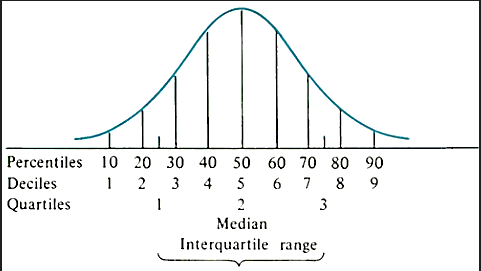 Percentiles 10 20 30 40 50 60 70 80 90
Deciles 1 2 3 4 5 6 7 8 9
Quartiles 1 2 3
Median
Interquartile range